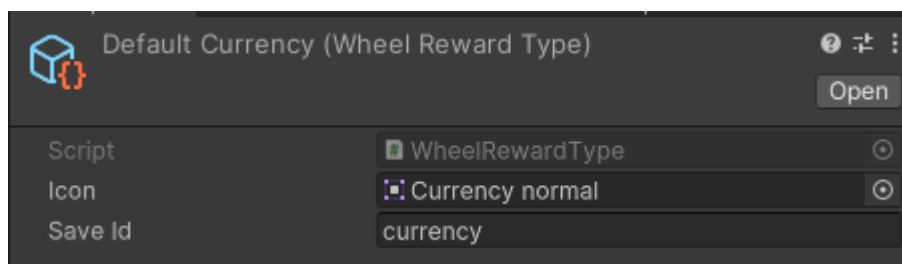 Default Currency (Wheel Reward Type)
Open
Script WheelRewardType
Icon Currency normal
Save Id currency